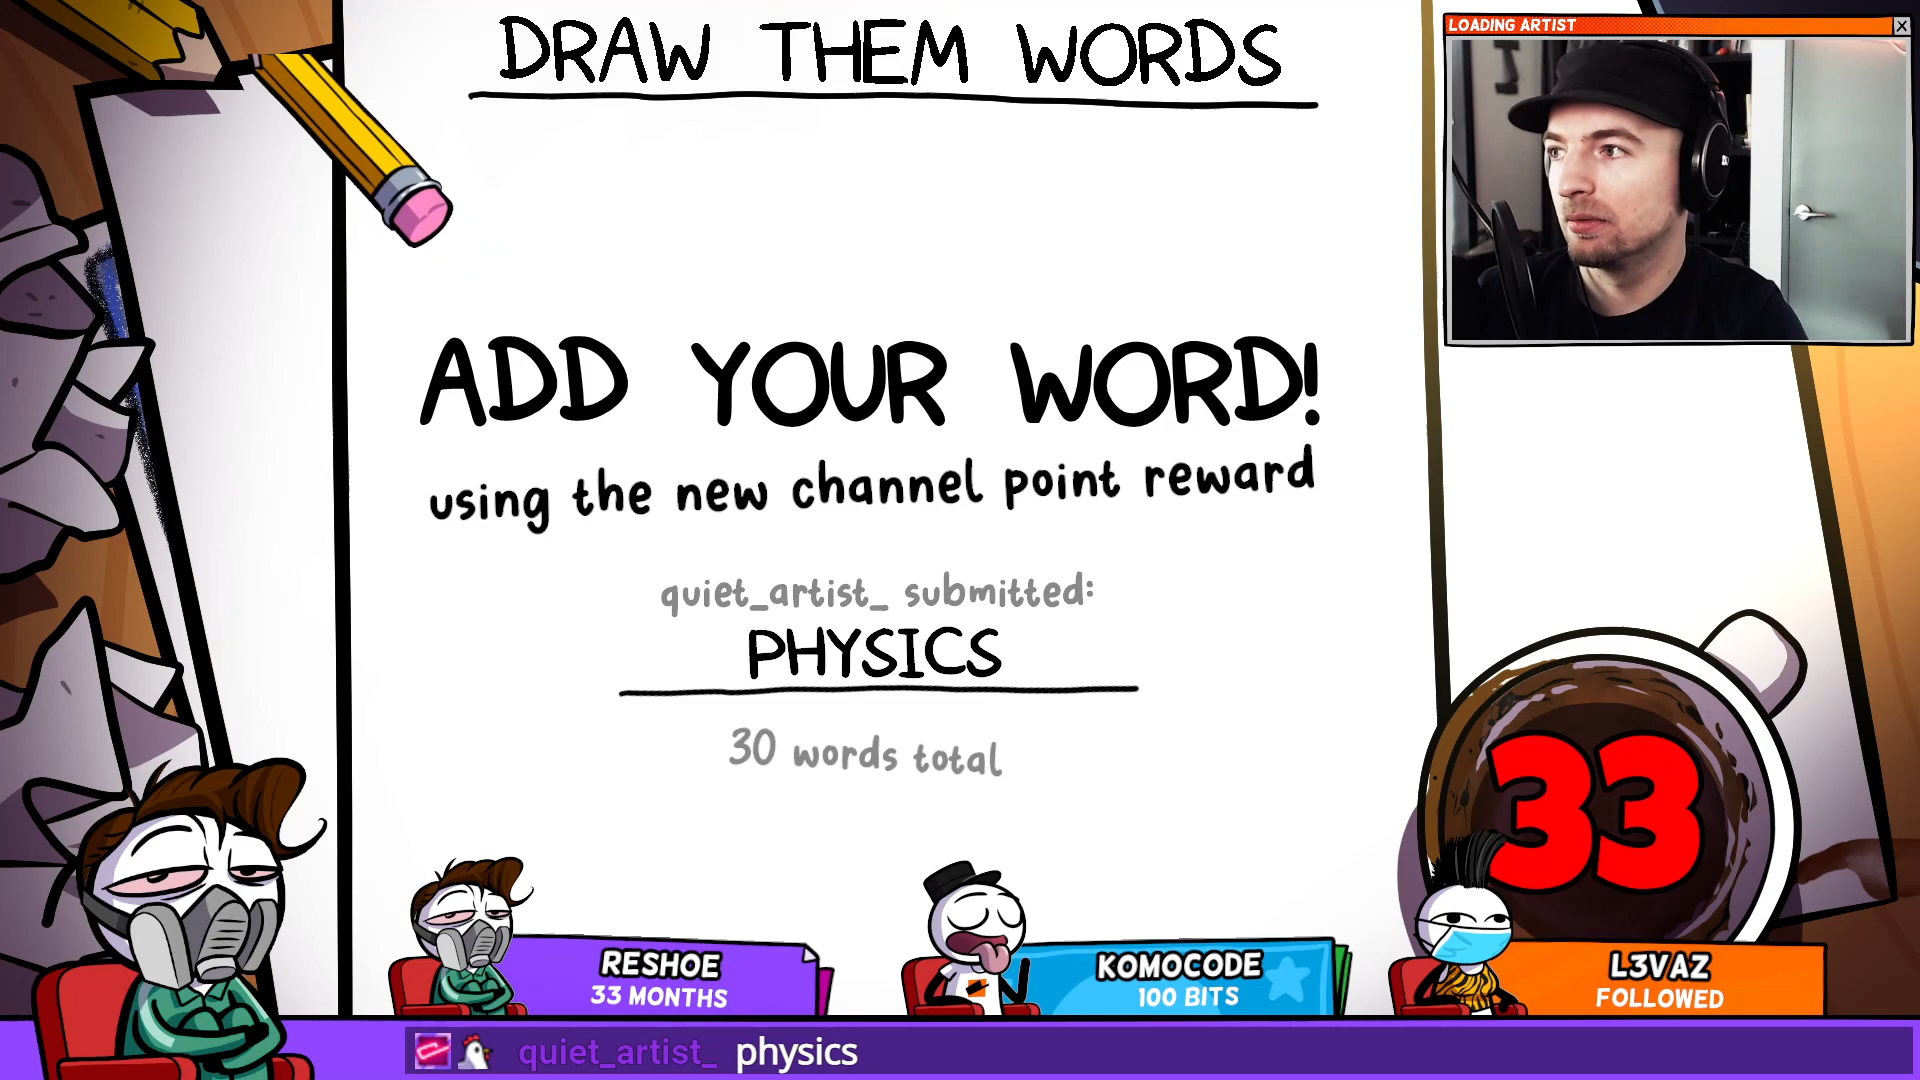 DRAW THEM WORDS
LOADING ARTIST
ADD YOUR WORD!
using the new channel point reward
quiet_artist_ submitted:
PHYSICS
30 words total
33
RESHOE
33 MONTHS
KOMOCODE
100 BITS
L3VAZ
FOLLOWED
quiet_artist_ physics